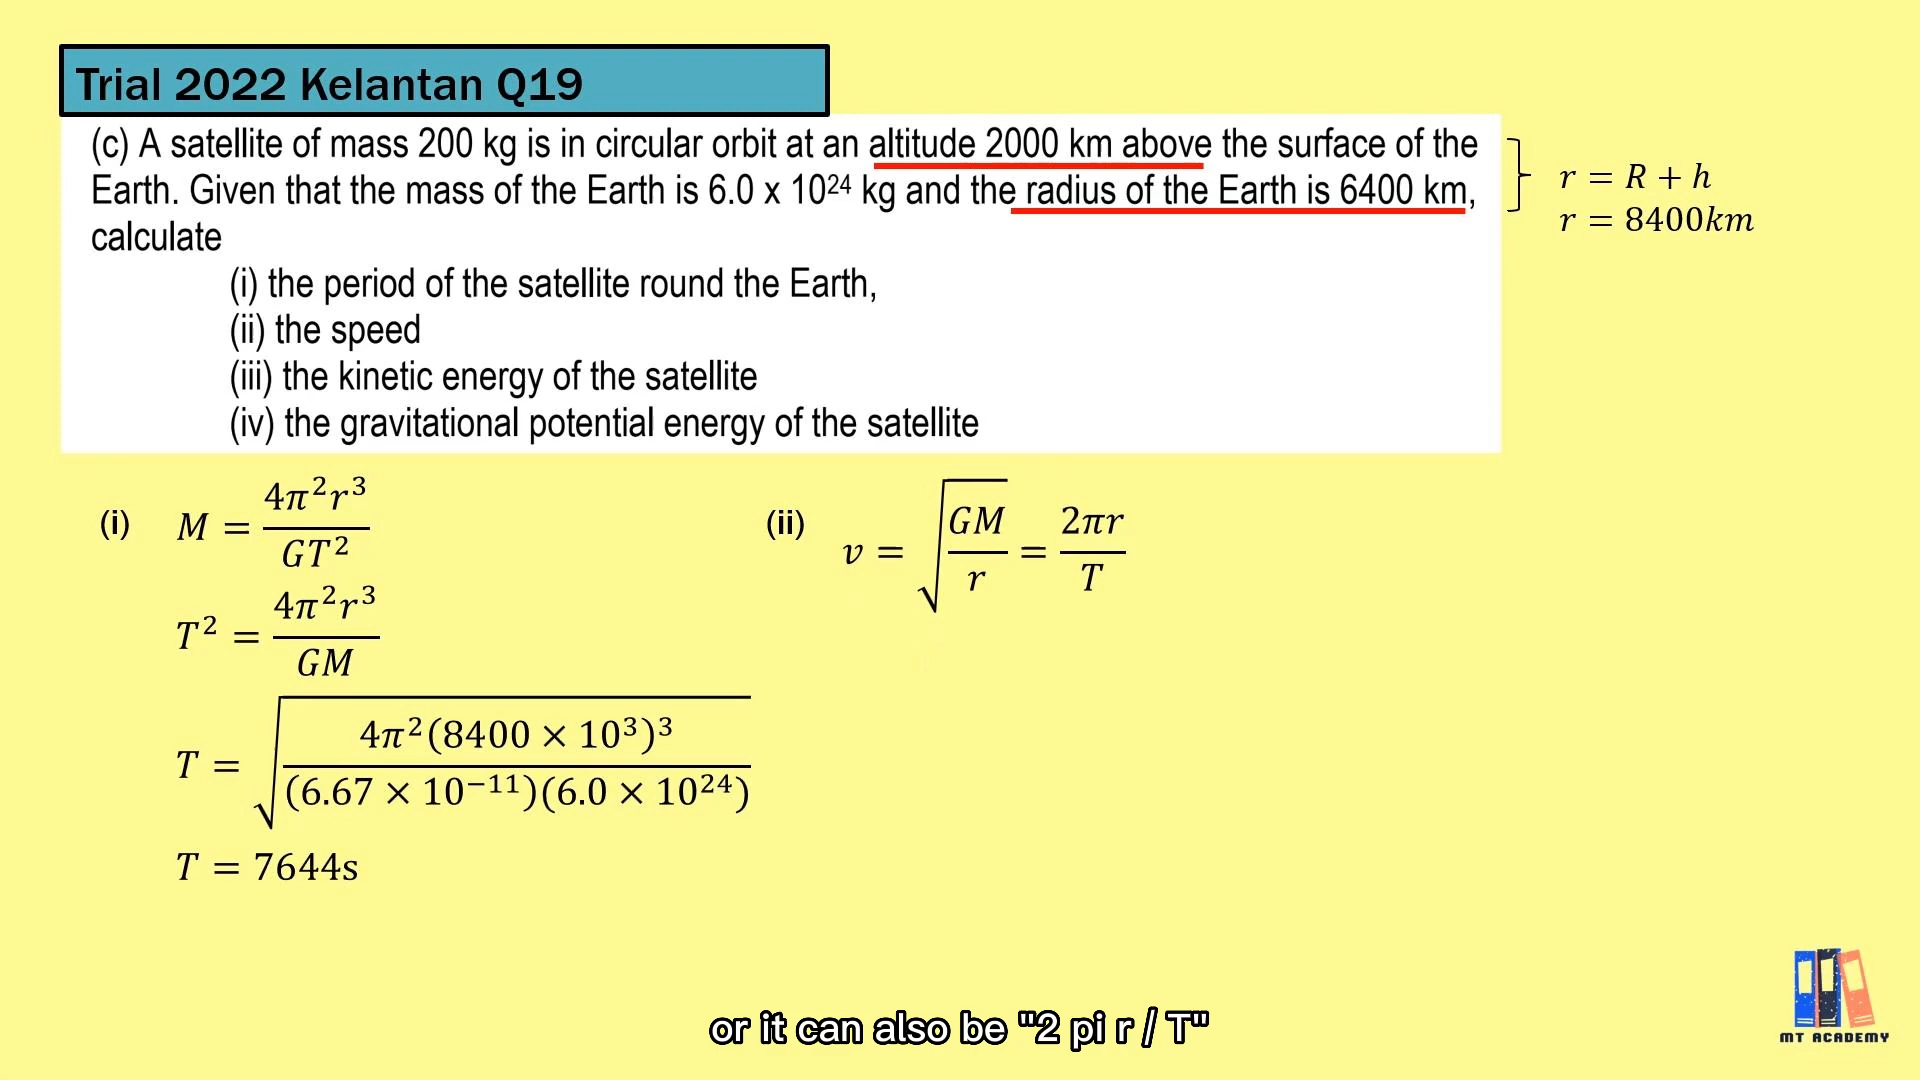 Trial 2022 Kelantan Q19
(c) A satellite of mass 200 kg is in circular orbit at an altitude 2000 km above the surface of the
Earth. Given that the mass of the Earth is 6.0 x 10²⁴ kg and the radius of the Earth is 6400 km,
calculate
(i) the period of the satellite round the Earth,
(ii) the speed
(iii) the kinetic energy of the satellite
(iv) the gravitational potential energy of the satellite
r = R + h
r = 8400km
(i) M = 4π²r³ / GT²
T² = 4π²r³ / GM
T = √(4π²(8400 × 10³)³ / (6.67 × 10⁻¹¹)(6.0 × 10²⁴))
T = 7644s
(ii) v = √(GM / r) = 2πr / T
or it can also be "2 pi r / T"
MT ACADEMY